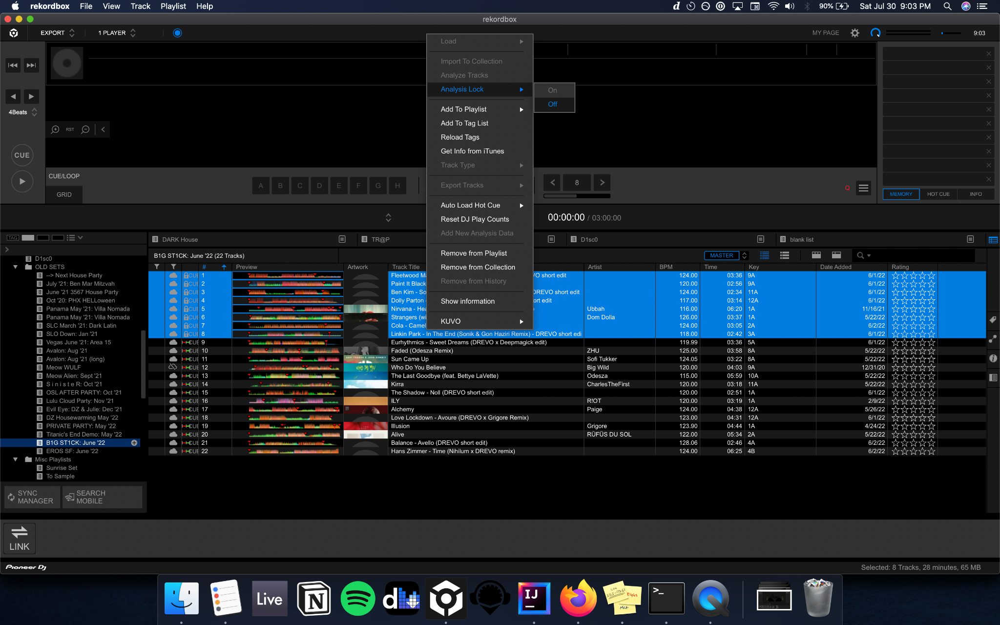 rekordbox File View Track Playlist Help
90% Sat Jul 30 9:03 PM
rekordbox
EXPORT 1 PLAYER
MY PAGE 9:03
Load
Import To Collection
Analyze Tracks
Analysis Lock
On
Off
Add To Playlist
Add To Tag List
Reload Tags
Get Info from iTunes
Track Type
Export Tracks
Auto Load Hot Cue
Reset DJ Play Counts
Add New Analysis Data
Remove from Playlist
Remove from Collection
Remove from History
Show information
KUVO
4Beats
RST
CUE
CUE/LOOP
GRID
A B C D E F G H
8
Q
MEMORY HOT CUE INFO
00:00:00 / 03:00:00
TAG
DARK House TR@P D1sc0 blank list
B1G ST1CK: June '22 (22 Tracks)
MASTER
D1sc0
OLD SETS
--> Next House Party
July '21: Ben Mar Mitzvah
June '21 3567 House Party
Oct '20: PHX HELLoween
Panama May '21: Villa Nomada
Panama May '21: Villa Nomada
SLC March '21: Dark Latin
SLO Down: Jan '21
Vegas June '21: Area 15
Avalon: Aug '21
Avalon: Aug '21 (long)
Meow WULF
Meow Alien: Sept '21
S i n i s t e R: Oct '21
OSL AFTER PARTY: Oct '21
Lulu Cloud Party: Nov '21
Evil Eye: DZ & Julie: Dec '21
DZ Housewarming May '22
PRIVATE PARTY: May '22
Titanic's End Demo: May '22
B1G ST1CK: June '22
EROS SF: June '22
Misc Playlists
Sunrise Set
To Sample
# Preview Artwork Track Title Artist BPM Time Key Date Added Rating
CUE 1 Fleetwood M /O short edit 124.00 03:36 9A 6/1/22
CUE 2 Paint It Black 120.00 02:56 9A 6/1/22
CUE 3 Ben Kim - So DREVO short edit 124.00 02:34 11A 6/1/22
CUE 4 Dolly Parton - ort edit 117.00 03:14 12A 6/1/22
CUE 5 Nirvana - Hea ) Ubbah 116.00 06:20 1A 11/16/21
CUE 6 Strangers (wi Dom Dolla 126.00 03:37 1A 5/22/22
CUE 7 Cola - Camel 124.00 03:05 2A 6/2/22
CUE 8 Linkin Park - In The End (Sonik & Gon Haziri Remix) - DREVO short edi 118.00 02:42 3A 6/1/22
CUE 9 Eurhythmics - Sweet Dreams (DREVO x Deepmagick edit) 119.99 03:36 5A 6/1/22
CUE 10 Faded (Odesza Remix) ZHU 125.00 03:58 8A 5/22/22
CUE 11 Sun Came Up Sofi Tukker 124.05 03:22 8A 5/22/22
CUE 12 Who Do You Believe Big Wild 120.00 04:03 9A 12/31/20
CUE 13 The Last Goodbye (feat. Bettye LaVette) Odesza 115.00 05:59 10A 5/22/22
CUE 14 Kirra CharlesTheFirst 120.00 03:18 11A 5/22/22
CUE 15 The Shadow - Noll (DREVO short edit) 120.00 02:51 1A 6/1/22
CUE 16 ILY R!OT 120.00 03:19 1A 2/9/22
CUE 17 Alchemy Paige 124.00 04:38 12A 5/26/22
CUE 18 Love Lockdown - Avoure (DREVO x Grigore Remix) 123.00 04:31 12A 6/1/22
CUE 19 Illusion Grigore 123.90 04:44 1A 4/24/22
CUE 20 Alive RÜFÜS DU SOL 122.00 05:34 2A 5/22/22
CUE 21 Balance - Avello (DREVO short edit) 128.06 02:46 4A 6/2/22
CUE 22 Hans Zimmer - Time (Nihilum x DREVO remix) 124.00 06:25 4B 6/2/22
SYNC MANAGER
SEARCH MOBILE
LINK
Pioneer Dj
Selected: 8 Tracks, 28 minutes, 65 MB
Live
IJ
EGGS
MILK